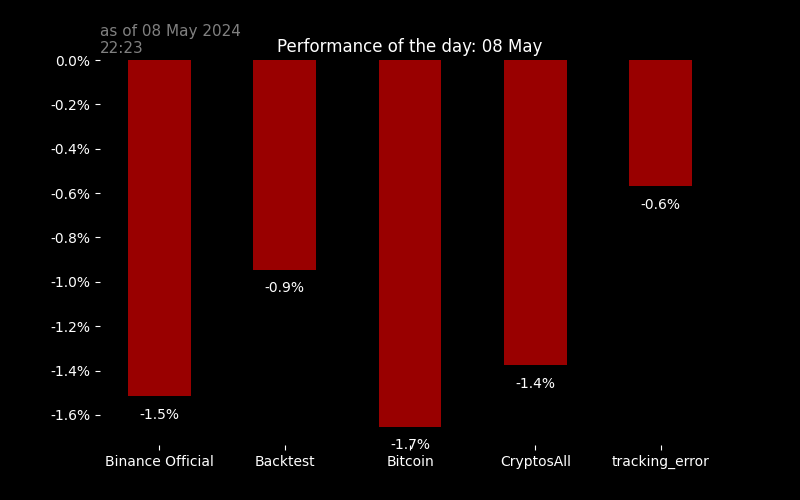 as of 08 May 2024
22:23
Performance of the day: 08 May
0.0%
-0.2%
-0.4%
-0.6%
-0.8%
-1.0%
-1.2%
-1.4%
-1.6%
-1.5%
-0.9%
-1.7%
-1.4%
-0.6%
Binance Official
Backtest
Bitcoin
CryptosAll
tracking_error